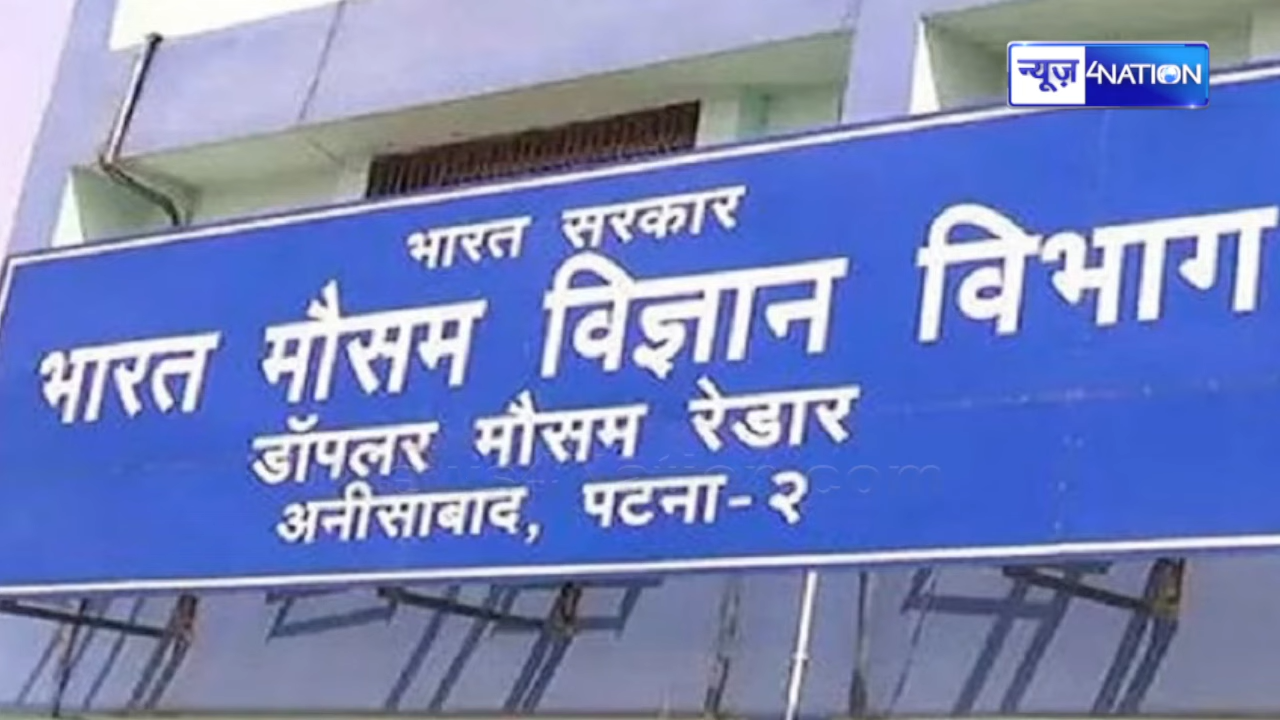 न्यूज़ 4NATION
भारत सरकार
भारत मौसम विज्ञान विभाग
डॉपलर मौसम रेडार
अनीसाबाद, पटना-२